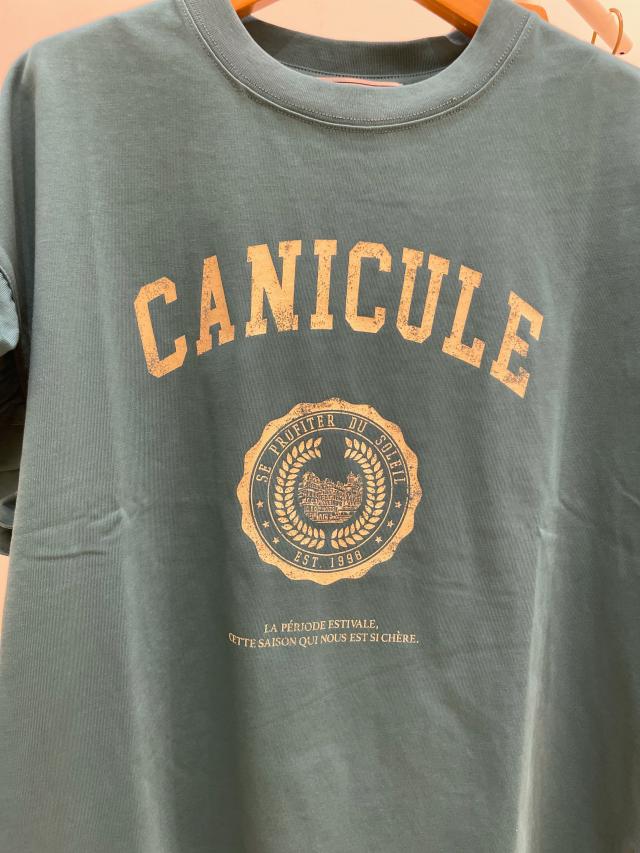 CANICULE
SE PROFITER DU SOLEIL
EST. 1998
LA PÉRIODE ESTIVALE,
CETTE SAISON QUI NOUS EST SI CHÈRE.